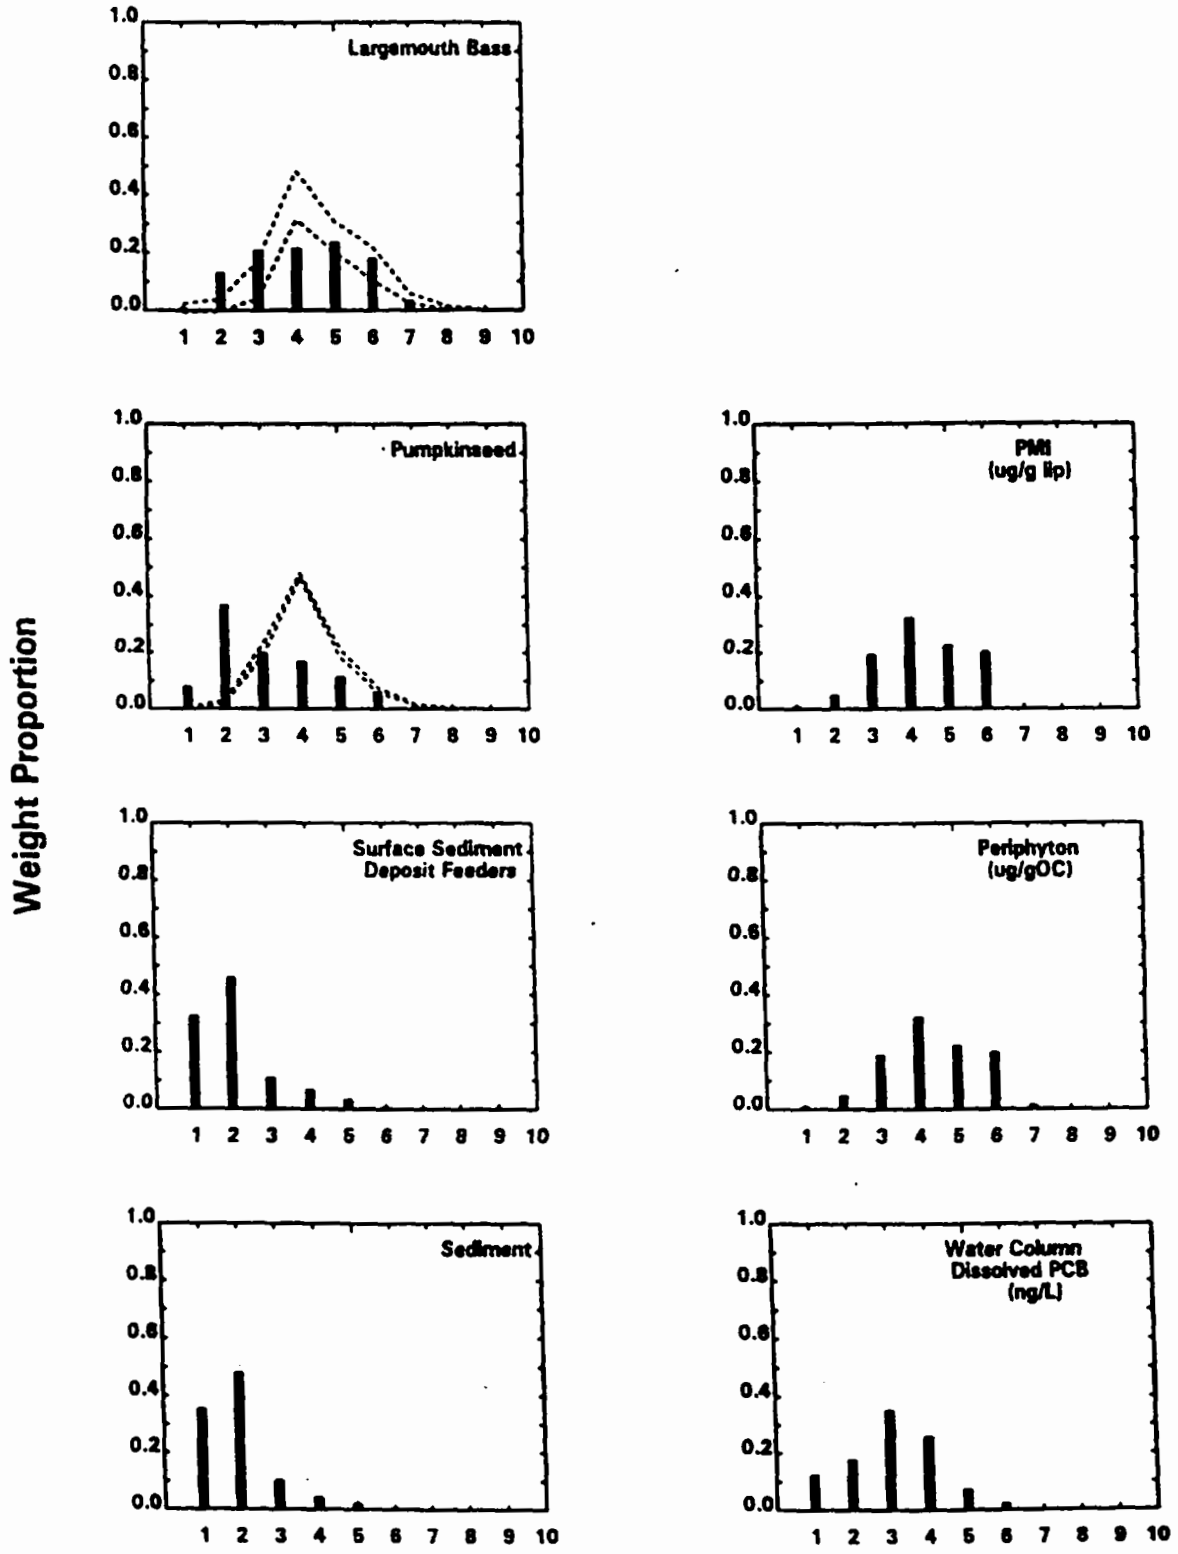 Weight Proportion
1.0
0.8
0.6
0.4
0.2
0.0
Largemouth Bass
1 2 3 4 5 6 7 8 9 10
1.0
0.8
0.6
0.4
0.2
0.0
Pumpkinseed
1 2 3 4 5 6 7 8 9 10
1.0
0.8
0.6
0.4
0.2
0.0
PMI
(ug/g lip)
1 2 3 4 5 6 7 8 9 10
1.0
0.8
0.6
0.4
0.2
0.0
Surface Sediment
Deposit Feeders
1 2 3 4 5 6 7 8 9 10
1.0
0.8
0.6
0.4
0.2
0.0
Periphyton
(ug/gOC)
1 2 3 4 5 6 7 8 9 10
1.0
0.8
0.6
0.4
0.2
0.0
Sediment
1 2 3 4 5 6 7 8 9 10
1.0
0.8
0.6
0.4
0.2
0.0
Water Column
Dissolved PCB
(ng/L)
1 2 3 4 5 6 7 8 9 10